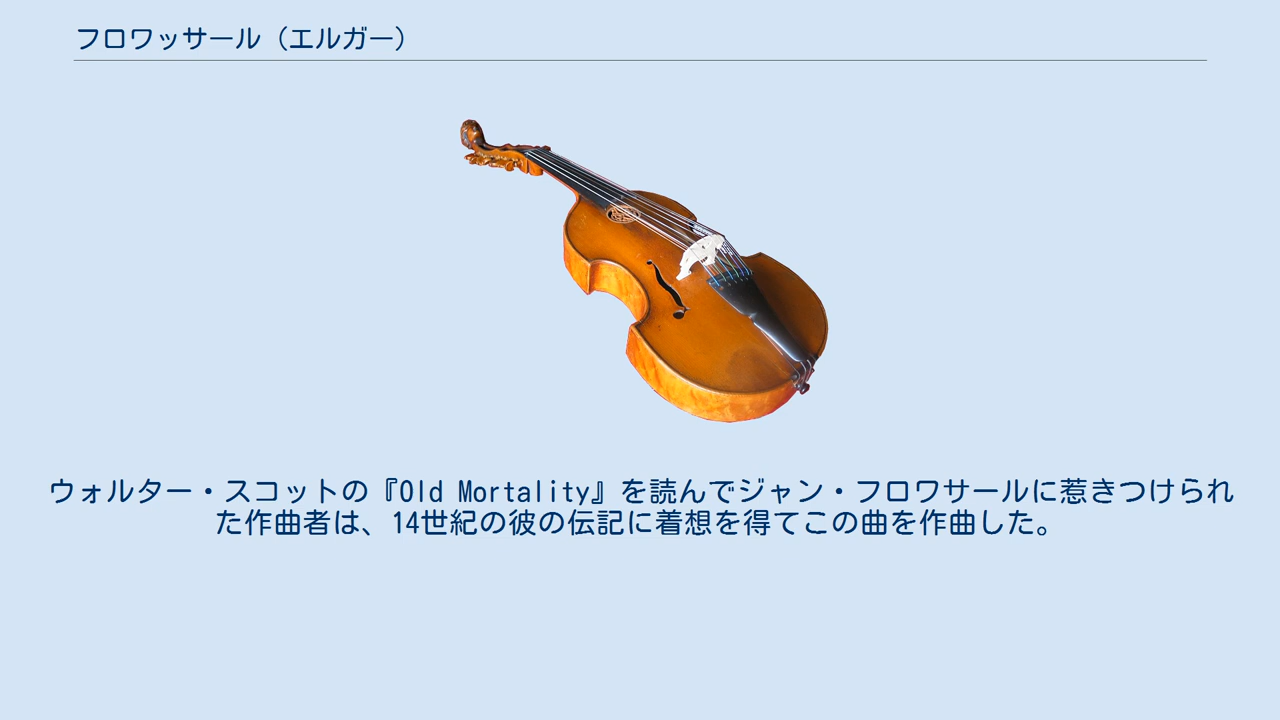 フロワッサール（エルガー）
ウォルター・スコットの『Old Mortality』を読んでジャン・フロワサールに惹きつけられ
た作曲者は、14世紀の彼の伝記に着想を得てこの曲を作曲した。